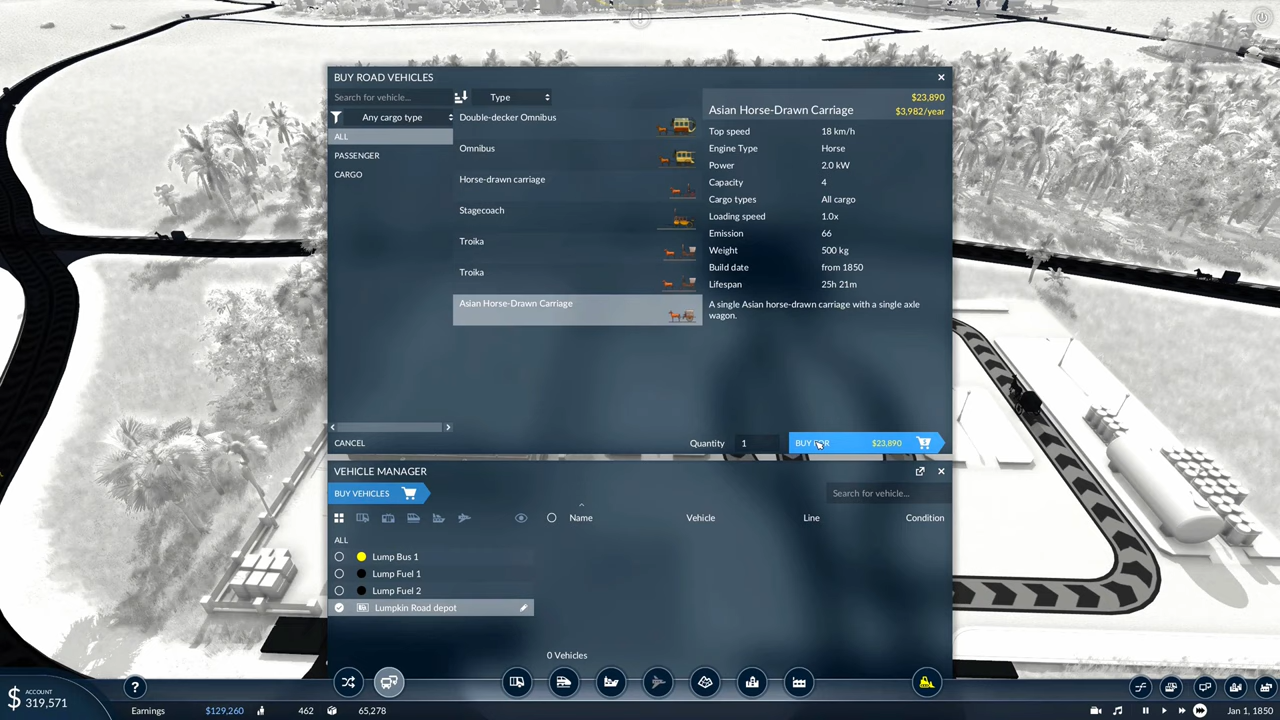 BUY ROAD VEHICLES
Search for vehicle...
Type
Any cargo type
ALL
PASSENGER
CARGO
Double-decker Omnibus
Omnibus
Horse-drawn carriage
Stagecoach
Troika
Troika
Asian Horse-Drawn Carriage
$23,890
Asian Horse-Drawn Carriage
$3,982/year
Top speed 18 km/h
Engine Type Horse
Power 2.0 kW
Capacity 4
Cargo types All cargo
Loading speed 1.0x
Emission 66
Weight 500 kg
Build date from 1850
Lifespan 25h 21m
A single Asian horse-drawn carriage with a single axle
wagon.
CANCEL
Quantity 1
BUY FOR $23,890
VEHICLE MANAGER
BUY VEHICLES
Search for vehicle...
Name Vehicle Line Condition
ALL
Lump Bus 1
Lump Fuel 1
Lump Fuel 2
Lumpkin Road depot
0 Vehicles
$ ACCOUNT
319,571
?
Earnings $129,260 462 65,278
Jan 1, 1850